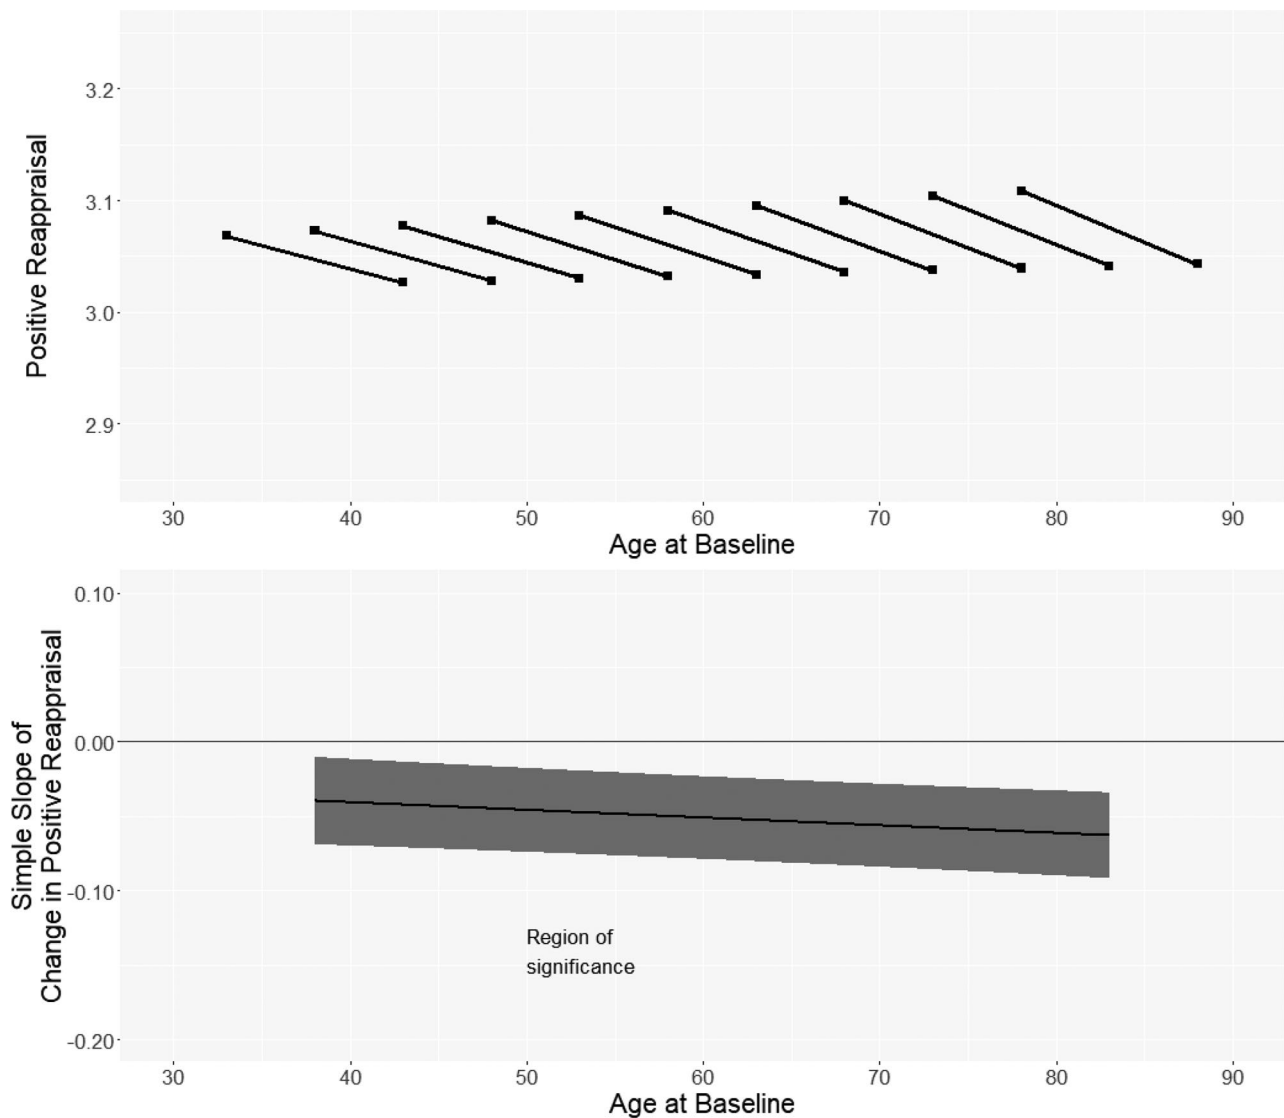 Positive Reappraisal
3.2
3.1
3.0
2.9
30 40 50 60 70 80 90
Age at Baseline
Simple Slope of
Change in Positive Reappraisal
0.10
0.00
-0.10
-0.20
Region of
significance
30 40 50 60 70 80 90
Age at Baseline